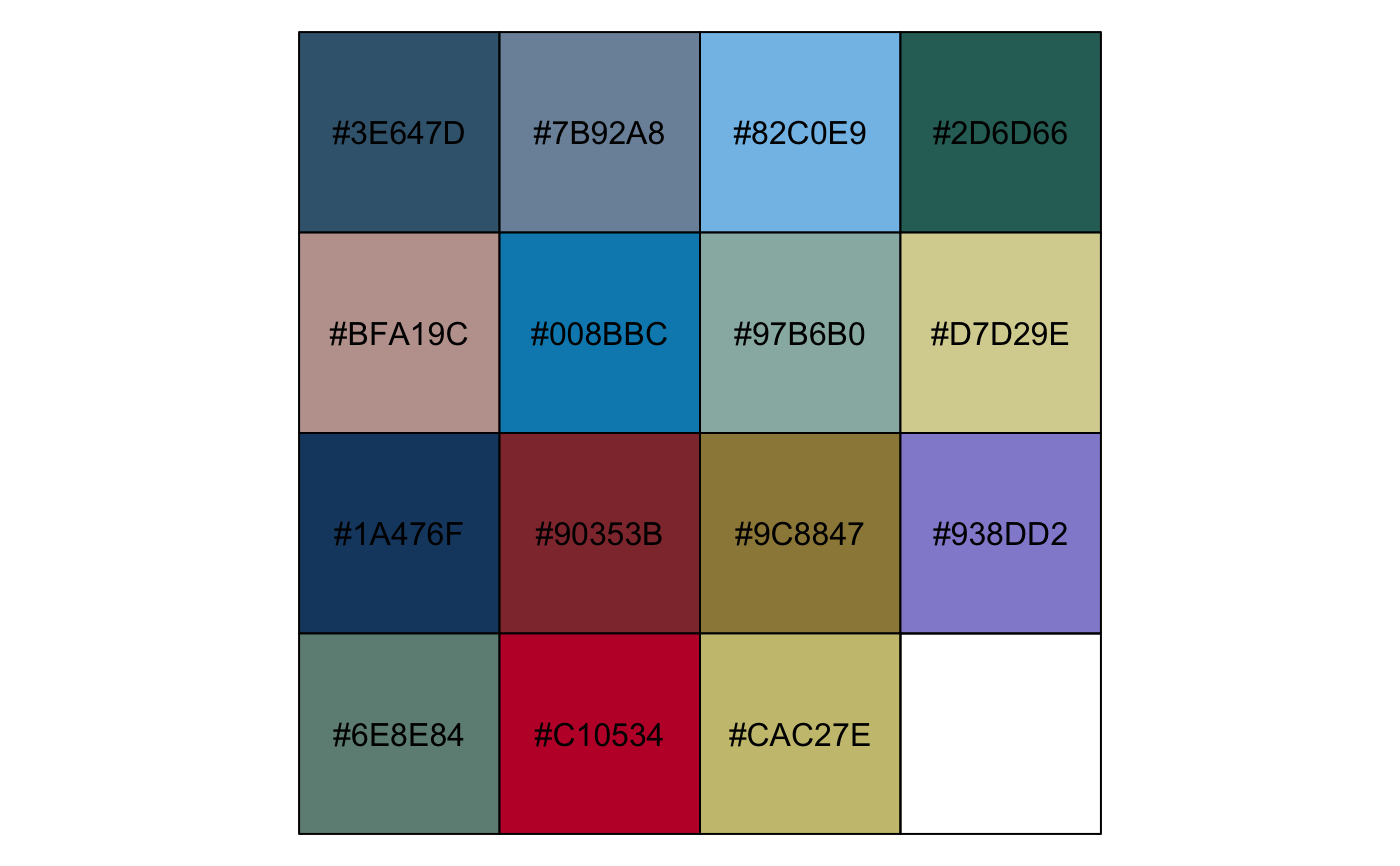 #3E647D #7B92A8 #82C0E9 #2D6D66
#BFA19C #008BBC #97B6B0 #D7D29E
#1A476F #90353B #9C8847 #938DD2
#6E8E84 #C10534 #CAC27E